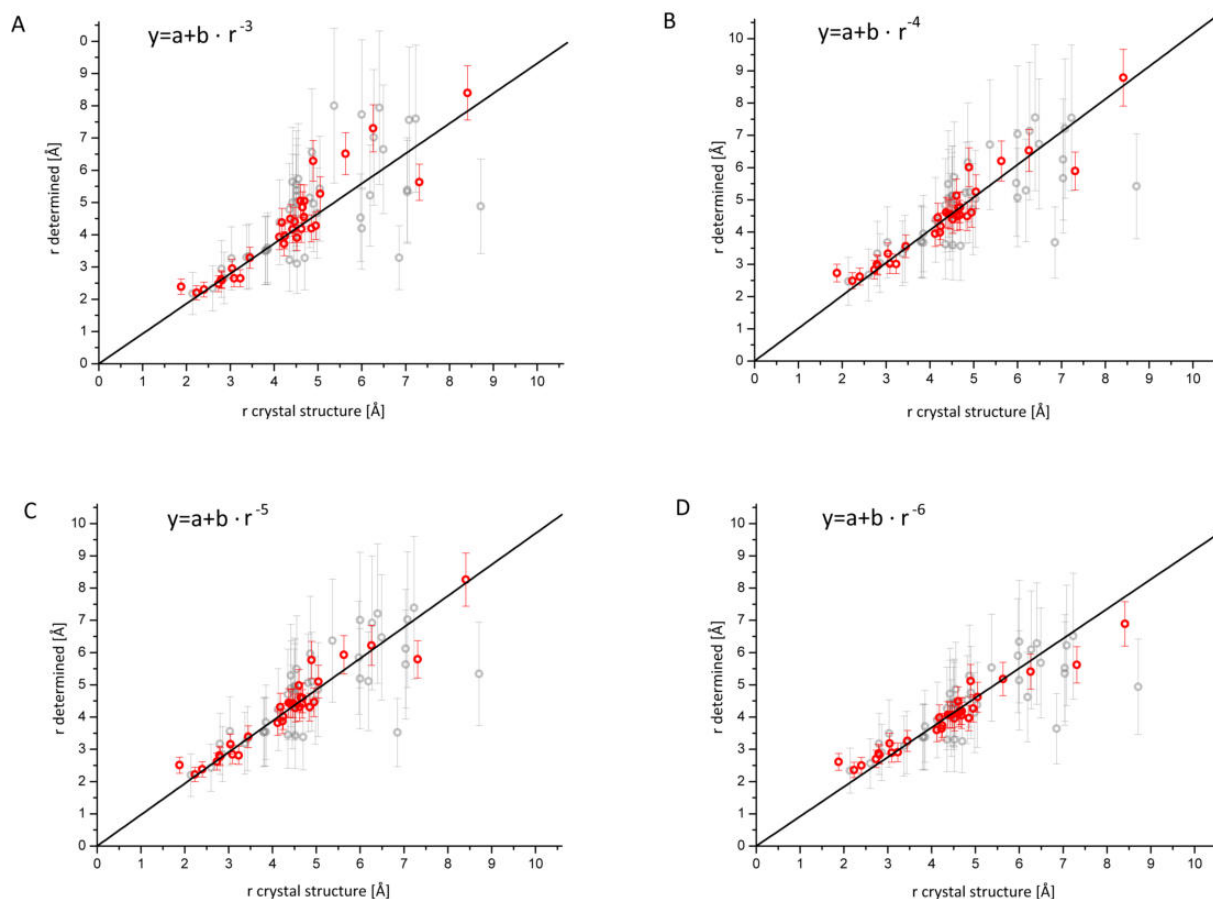 A
y=a+b · r⁻³
0
9
8
7
6
5
4
3
2
1
0
r determined [Å]
0 1 2 3 4 5 6 7 8 9 10
r crystal structure [Å]
B
y=a+b · r⁻⁴
10
9
8
7
6
5
4
3
2
1
0
r determined [Å]
0 1 2 3 4 5 6 7 8 9 10
r crystal structure [Å]
C
y=a+b · r⁻⁵
10
9
8
7
6
5
4
3
2
1
0
r determined [Å]
0 1 2 3 4 5 6 7 8 9 10
r crystal structure [Å]
D
y=a+b · r⁻⁶
10
9
8
7
6
5
4
3
2
1
0
r determined [Å]
0 1 2 3 4 5 6 7 8 9 10
r crystal structure [Å]